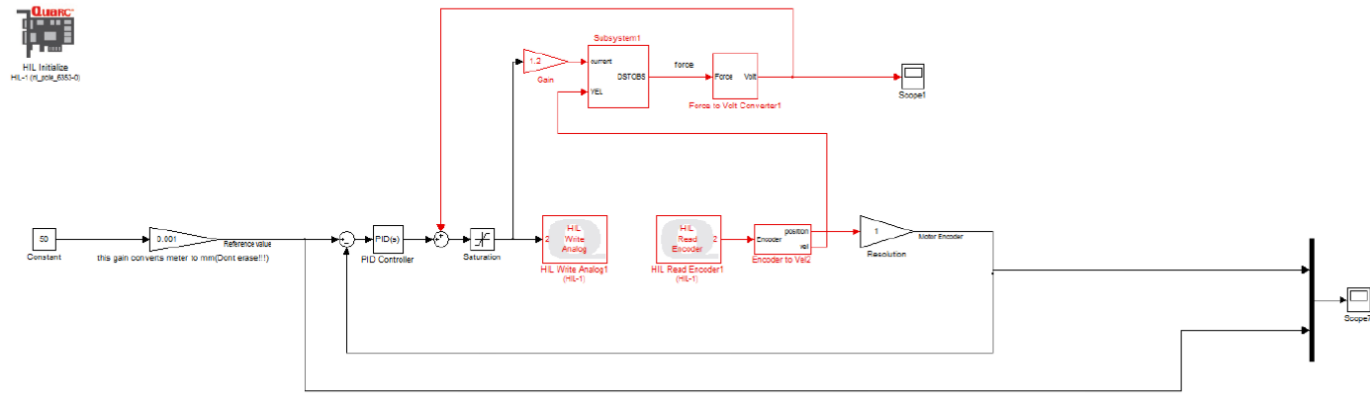 QUARC
HIL Initialize
HIL-1 (ni_pcie_6363-0)
Subsystem1
1.2
Gain
current
VEL
DSTOBS
force
Force
Volt
Force to Volt Converter1
Scope1
50
Constant
0.001
Reference value
this gain converts meter to mm(Dont erase!!!)
PID(s)
PID Controller
Saturation
2
HIL
Write
Analog
HIL Write Analog1
(HIL-1)
HIL
Read
Encoder
2
HIL Read Encoder1
(HIL-1)
Encoder
position
vel
Encoder to Vel2
1
Resolution
Motor Encoder
Scope7